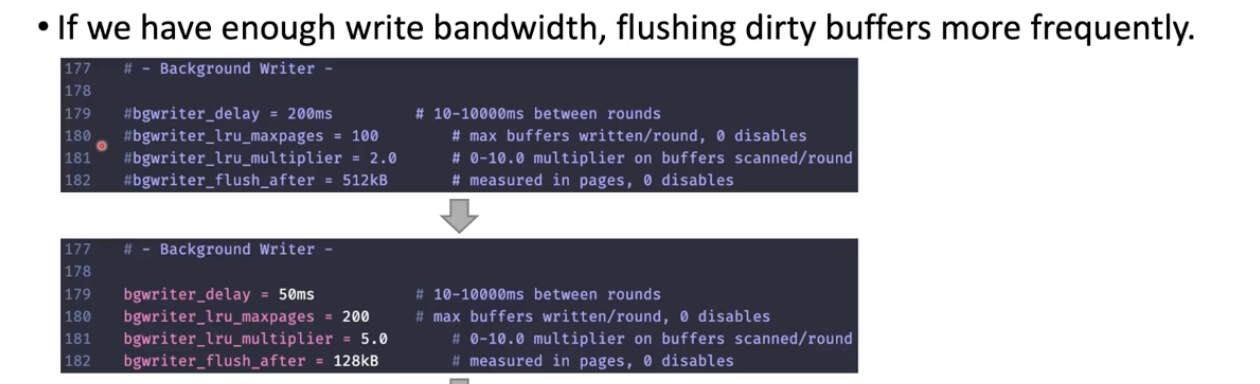 • If we have enough write bandwidth, flushing dirty buffers more frequently.
177 # - Background Writer -
178
179 #bgwriter_delay = 200ms # 10-10000ms between rounds
180 #bgwriter_lru_maxpages = 100 # max buffers written/round, 0 disables
181 #bgwriter_lru_multiplier = 2.0 # 0-10.0 multiplier on buffers scanned/round
182 #bgwriter_flush_after = 512kB # measured in pages, 0 disables
177 # - Background Writer -
178
179 bgwriter_delay = 50ms # 10-10000ms between rounds
180 bgwriter_lru_maxpages = 200 # max buffers written/round, 0 disables
181 bgwriter_lru_multiplier = 5.0 # 0-10.0 multiplier on buffers scanned/round
182 bgwriter_flush_after = 128kB # measured in pages, 0 disables